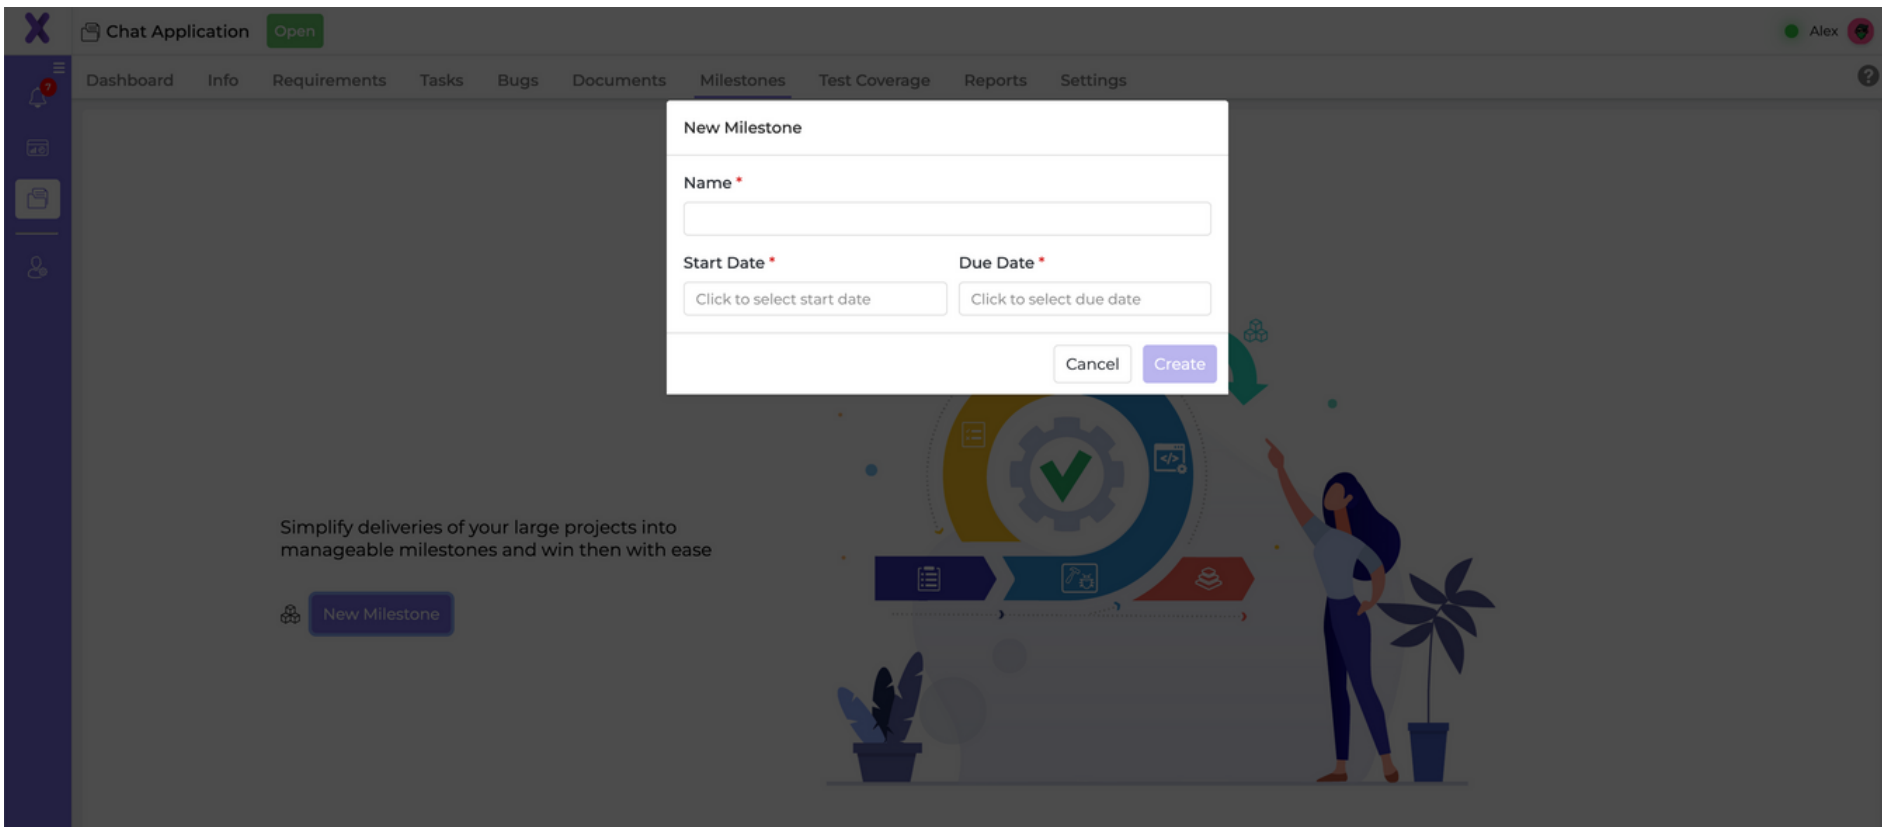 X
Chat Application
Open
Alex
7
Dashboard Info Requirements Tasks Bugs Documents Milestones Test Coverage Reports Settings
?
New Milestone
Name *
Start Date * Due Date *
Click to select start date Click to select due date
Cancel Create
</>
Simplify deliveries of your large projects into
manageable milestones and win then with ease
New Milestone